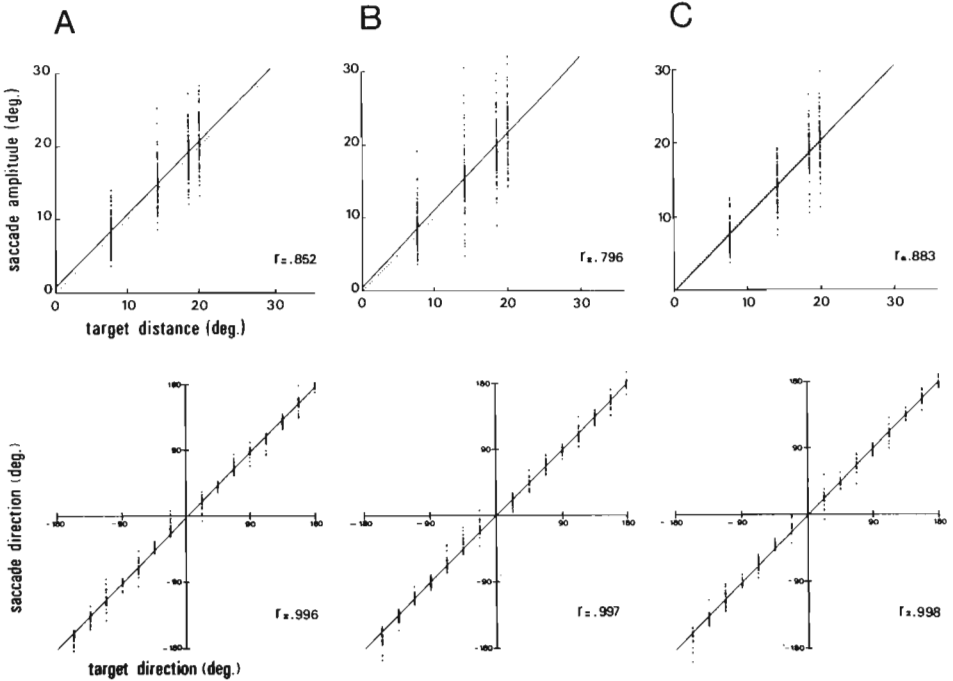 A B C
saccade amplitude (deg.)
30 30 30
20 20 20
10 10 10
r=.852 r=.796 r=.883
0 0
0 10 20 30 0 10 20 30 0 10 20 30
target distance (deg.)
saccade direction (deg.)
180 180 180
90 90 90
-180 -90 90 180 -180 -90 90 180 -180 -90 90 180
-90 -90 -90
r=.996 r=.997 r=.998
-180 -180 -180
target direction (deg.)